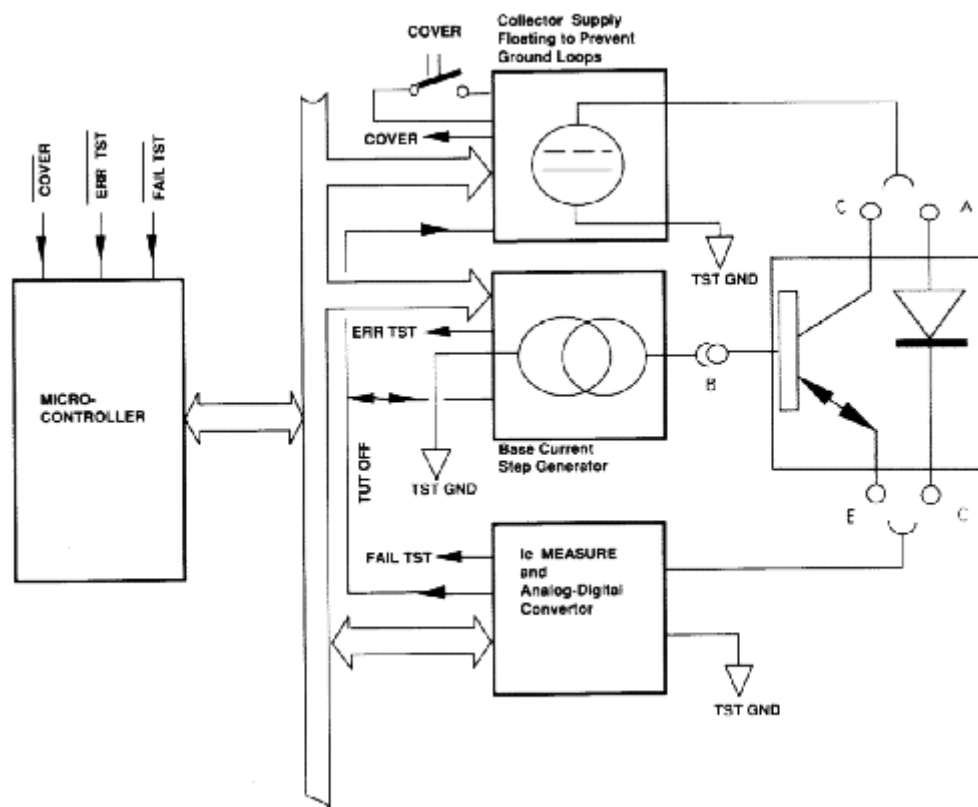 Collector Supply
Floating to Prevent
Ground Loops
COVER
COVER
COVER
ERR TST
FAIL TST
C
A
TST GND
MICRO-
CONTROLLER
ERR TST
B
TUT OFF
TST GND
Base Current
Step Generator
E
C
FAIL TST
Ie MEASURE
and
Analog-Digital
Convertor
TST GND